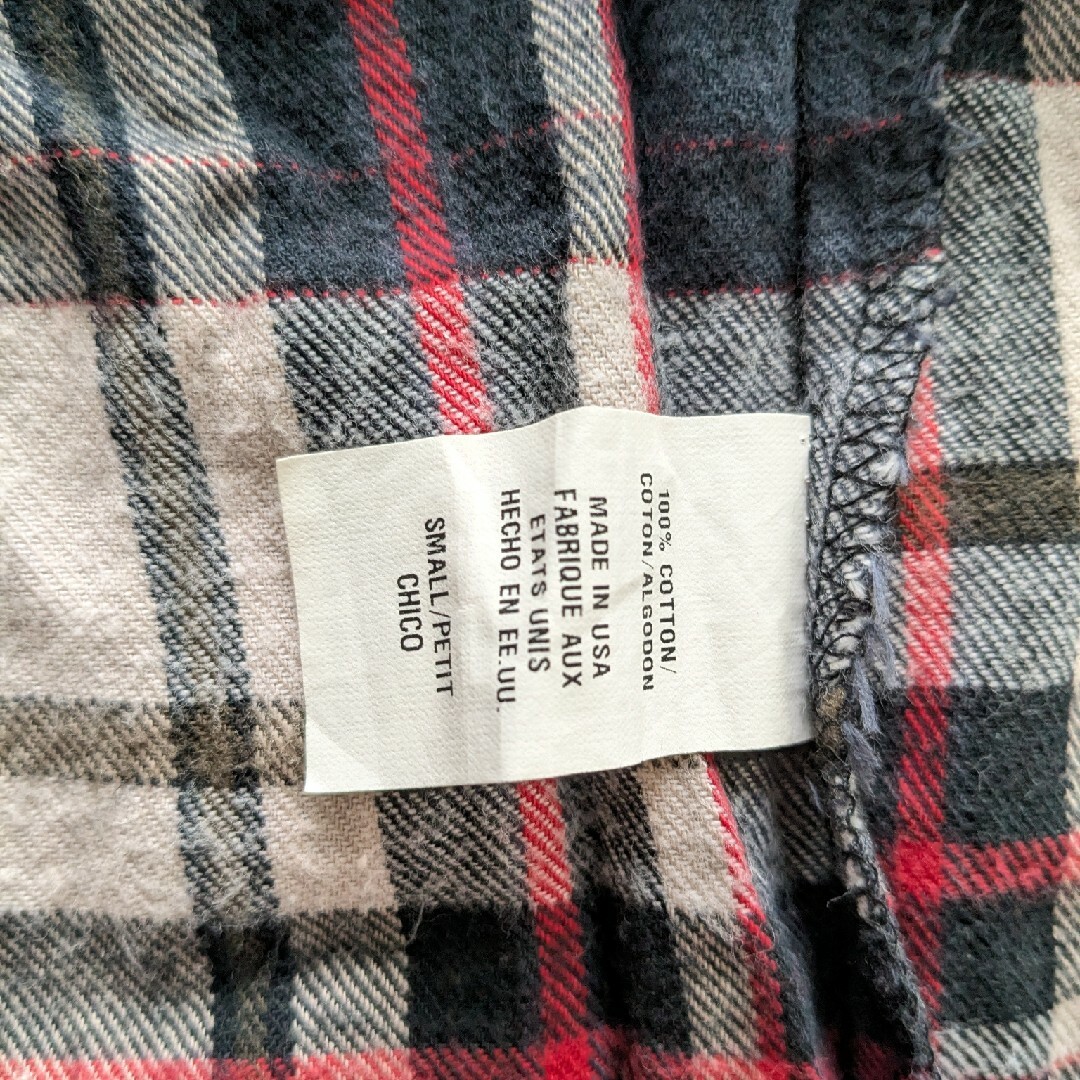 100% COTTON/
COTON/ALGODON
MADE IN USA
FABRIQUE AUX
ETATS UNIS
HECHO EN EE.UU.
SMALL/PETIT
CHICO